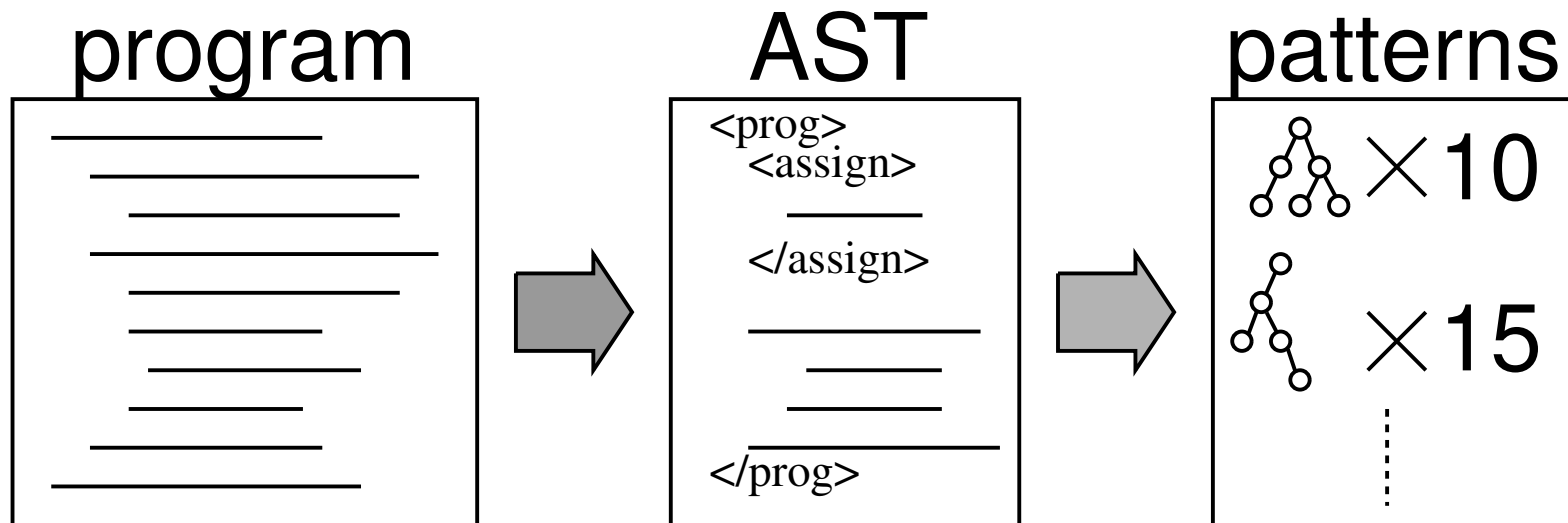 program
AST
<prog>
<assign>
</assign>
</prog>
patterns
×10
×15